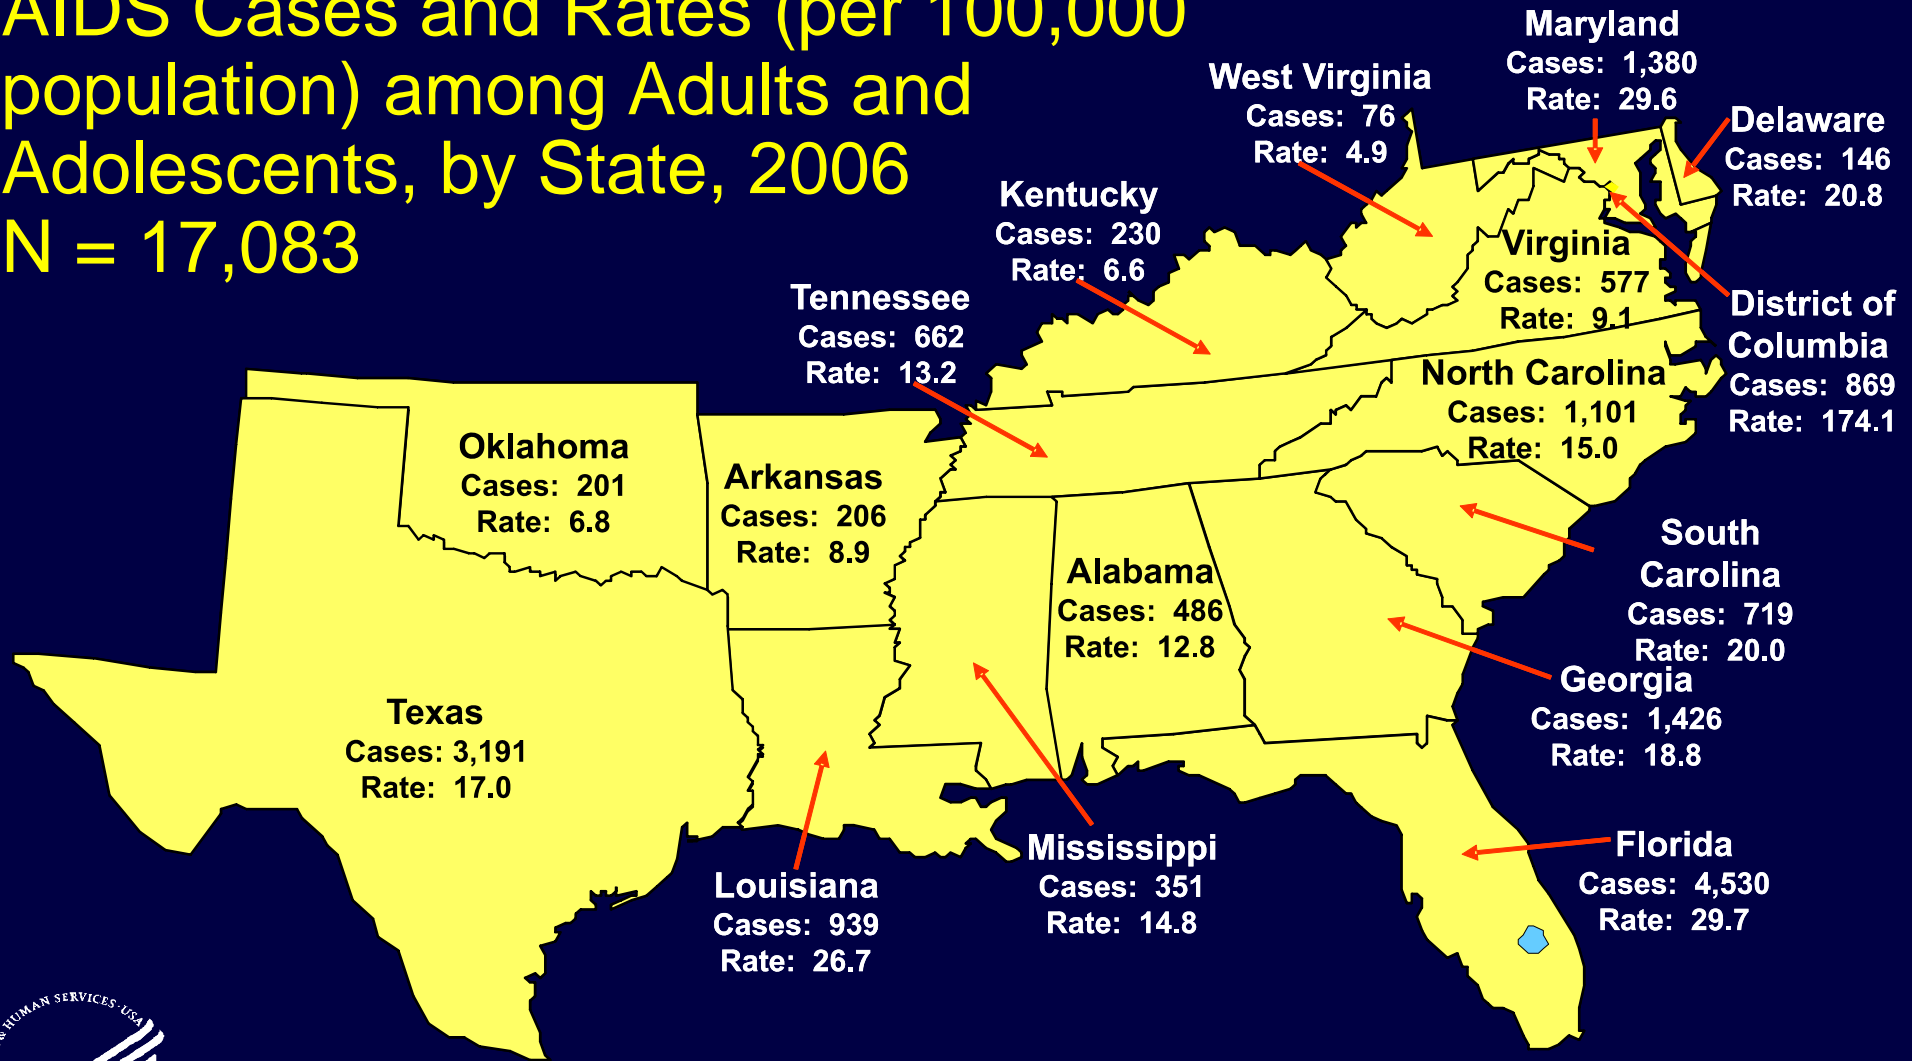 AIDS Cases and Rates (per 100,000
population) among Adults and
Adolescents, by State, 2006
N = 17,083
Maryland
Cases: 1,380
Rate: 29.6
West Virginia
Cases: 76
Rate: 4.9
Delaware
Cases: 146
Rate: 20.8
Kentucky
Cases: 230
Rate: 6.6
Virginia
Cases: 577
Rate: 9.1
Tennessee
Cases: 662
Rate: 13.2
District of
Columbia
Cases: 869
Rate: 174.1
North Carolina
Cases: 1,101
Rate: 15.0
Oklahoma
Cases: 201
Rate: 6.8
Arkansas
Cases: 206
Rate: 8.9
Alabama
Cases: 486
Rate: 12.8
South
Carolina
Cases: 719
Rate: 20.0
Georgia
Cases: 1,426
Rate: 18.8
Texas
Cases: 3,191
Rate: 17.0
Louisiana
Cases: 939
Rate: 26.7
Mississippi
Cases: 351
Rate: 14.8
Florida
Cases: 4,530
Rate: 29.7
& HUMAN SERVICES · USA